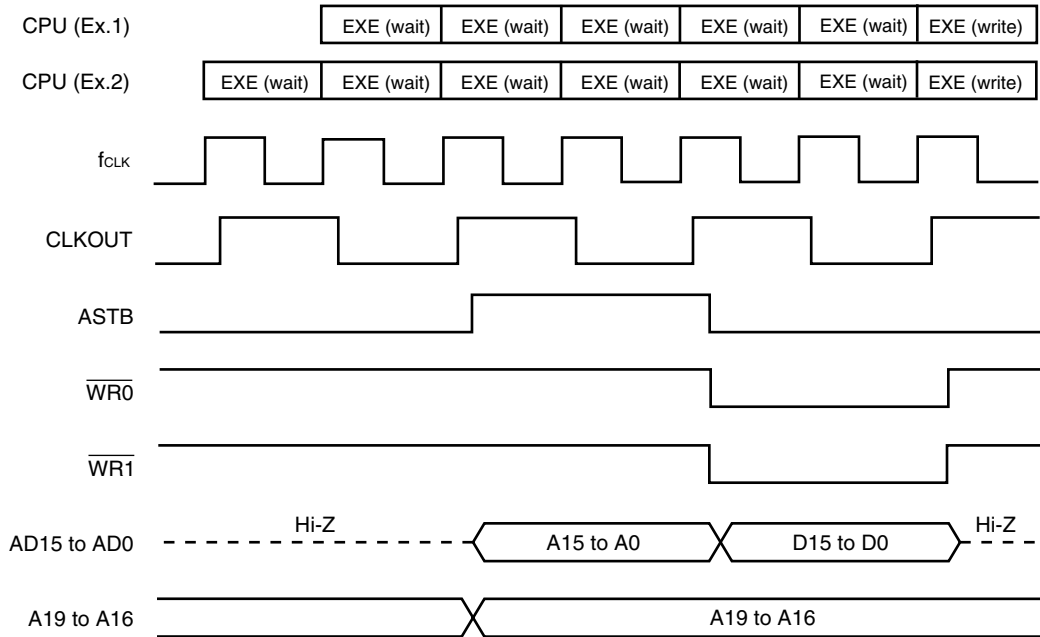 CPU (Ex.1) EXE (wait) EXE (wait) EXE (wait) EXE (wait) EXE (wait) EXE (write)
CPU (Ex.2) EXE (wait) EXE (wait) EXE (wait) EXE (wait) EXE (wait) EXE (wait) EXE (write)
fCLK
CLKOUT
ASTB
WR0
WR1
AD15 to AD0 Hi-Z A15 to A0 D15 to D0 Hi-Z
A19 to A16 A19 to A16